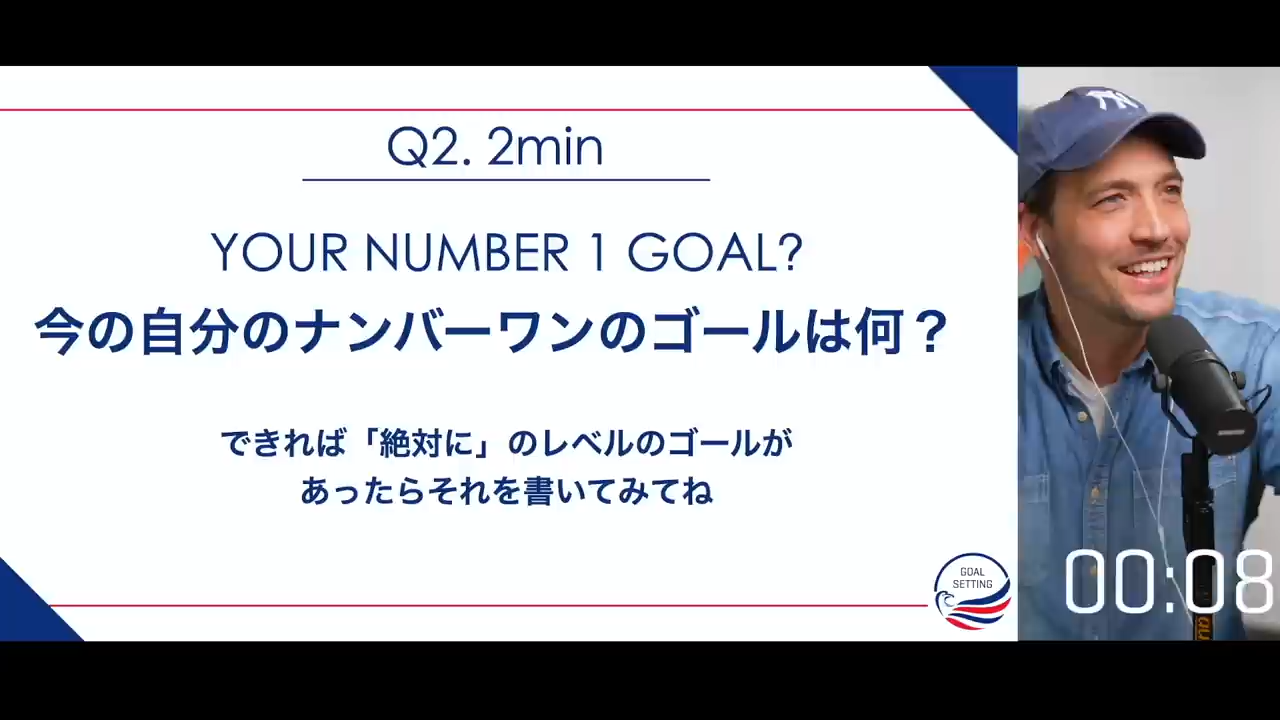 Q2. 2min
YOUR NUMBER 1 GOAL?
今の自分のナンバーワンのゴールは何？
できれば「絶対に」のレベルのゴールが
あったらそれを書いてみてね
GOAL
SETTING
NY
00:08